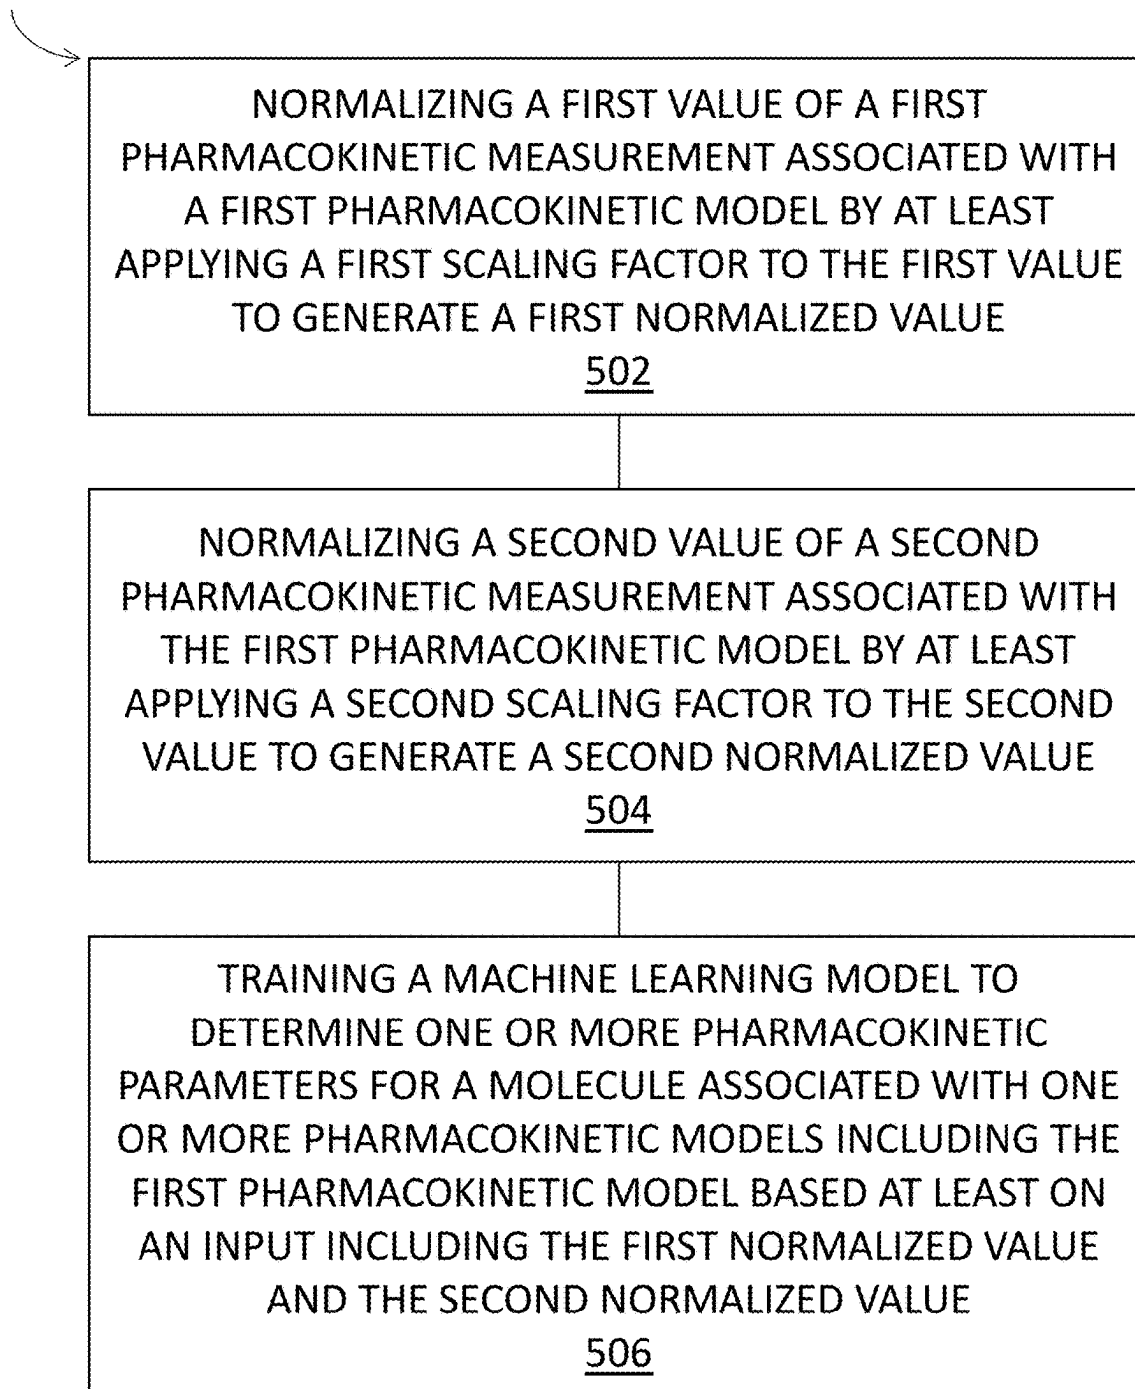 NORMALIZING A FIRST VALUE OF A FIRST
PHARMACOKINETIC MEASUREMENT ASSOCIATED WITH
A FIRST PHARMACOKINETIC MODEL BY AT LEAST
APPLYING A FIRST SCALING FACTOR TO THE FIRST VALUE
TO GENERATE A FIRST NORMALIZED VALUE
502
NORMALIZING A SECOND VALUE OF A SECOND
PHARMACOKINETIC MEASUREMENT ASSOCIATED WITH
THE FIRST PHARMACOKINETIC MODEL BY AT LEAST
APPLYING A SECOND SCALING FACTOR TO THE SECOND
VALUE TO GENERATE A SECOND NORMALIZED VALUE
504
TRAINING A MACHINE LEARNING MODEL TO
DETERMINE ONE OR MORE PHARMACOKINETIC
PARAMETERS FOR A MOLECULE ASSOCIATED WITH ONE
OR MORE PHARMACOKINETIC MODELS INCLUDING THE
FIRST PHARMACOKINETIC MODEL BASED AT LEAST ON
AN INPUT INCLUDING THE FIRST NORMALIZED VALUE
AND THE SECOND NORMALIZED VALUE
506